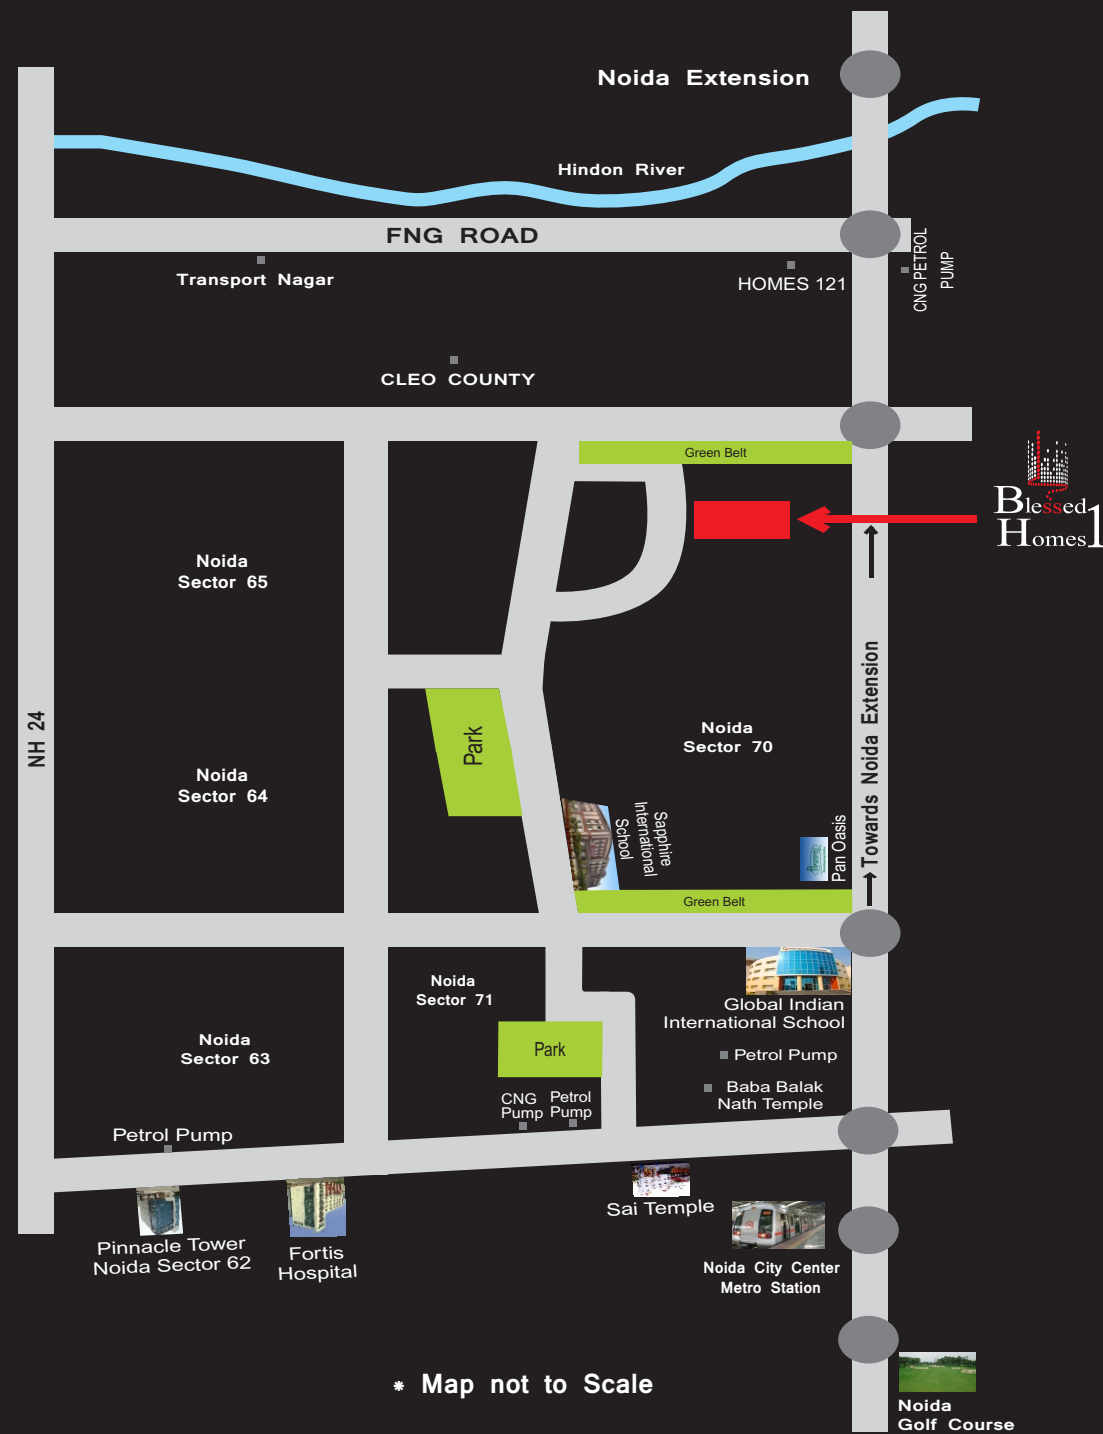 Noida Extension
Hindon River
FNG ROAD
Transport Nagar
HOMES 121
CNG PETROL
PUMP
CLEO COUNTY
Green Belt
Blessed
Homes1
Noida
Sector 65
NH 24
Noida
Sector 64
Park
Noida
Sector 70
Towards Noida Extension
Sapphire
International
School
Pan Oasis
Green Belt
Noida
Sector 71
Global Indian
International School
Noida
Sector 63
Park
Petrol Pump
Baba Balak
Nath Temple
CNG
Pump
Petrol
Pump
Petrol Pump
Sai Temple
Pinnacle Tower
Noida Sector 62
Fortis
Hospital
Noida City Center
Metro Station
* Map not to Scale
Noida
Golf Course